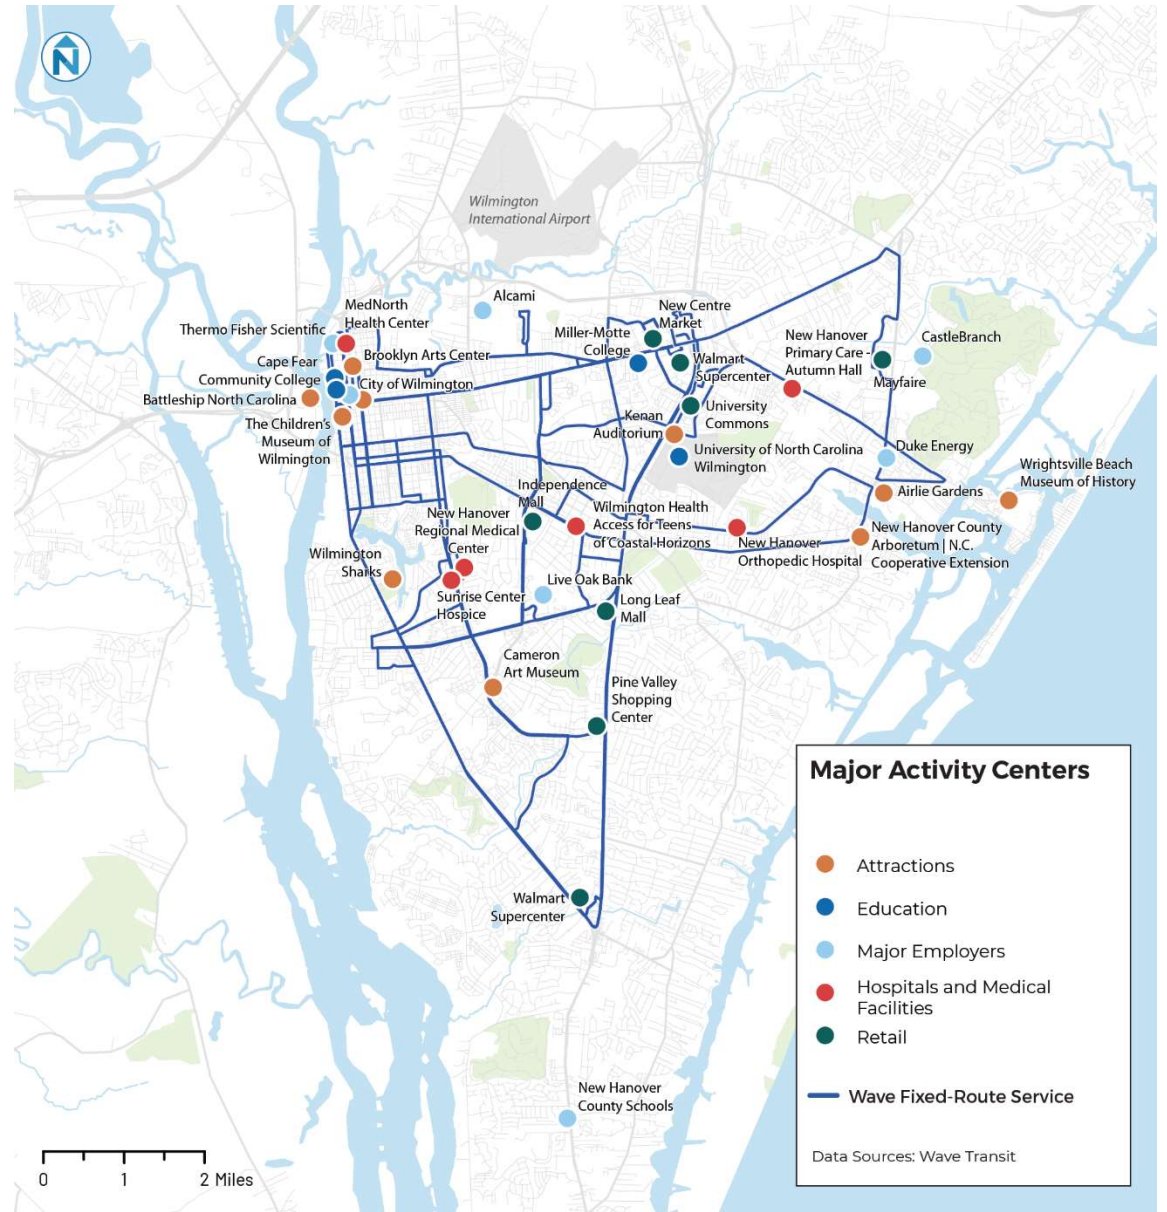 N
Wilmington
International Airport
Alcami
MedNorth
Health Center
Thermo Fisher Scientific
New Centre
Market
Miller-Motte
College
New Hanover
Primary Care -
Autumn Hall
CastleBranch
Cape Fear
Community College
Brooklyn Arts Center
City of Wilmington
Walmart
Supercenter
Mayfaire
Battleship North Carolina
The Children's
Museum of
Wilmington
Kenan
Auditorium
University
Commons
University of North Carolina
Wilmington
Duke Energy
Wrightsville Beach
Museum of History
Airlie Gardens
Independence
Mall
New Hanover
Regional Medical
Center
Wilmington Health
Access for Teens
of Coastal Horizons
New Hanover
Orthopedic Hospital
New Hanover County
Arboretum | N.C.
Cooperative Extension
Wilmington
Sharks
Sunrise Center
Hospice
Live Oak Bank
Long Leaf
Mall
Cameron
Art Museum
Pine Valley
Shopping
Center
Walmart
Supercenter
New Hanover
County Schools
Major Activity Centers
Attractions
Education
Major Employers
Hospitals and Medical
Facilities
Retail
Wave Fixed-Route Service
Data Sources: Wave Transit
0 1 2 Miles